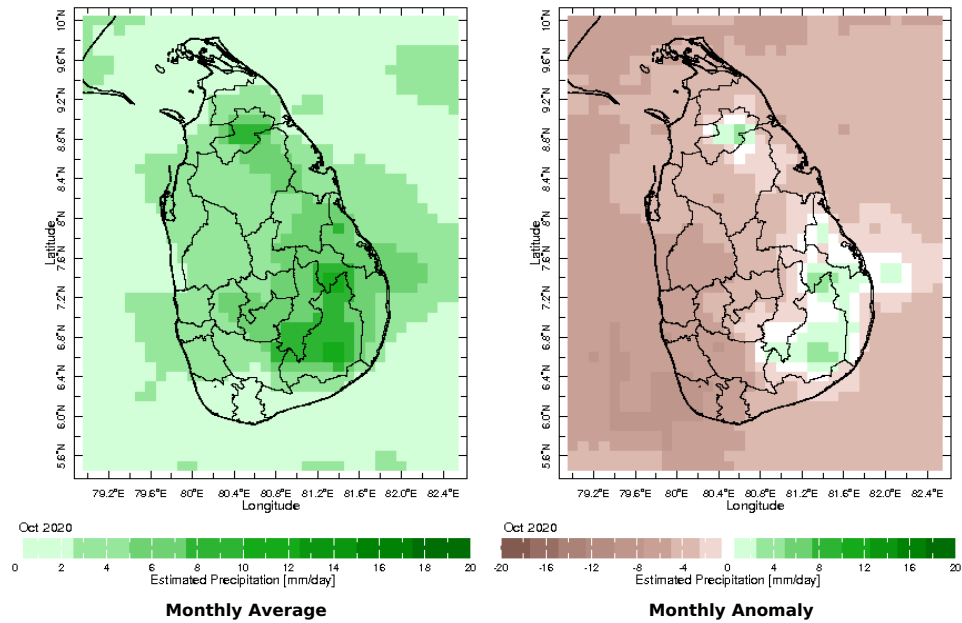 10°N
9.6°N
9.2°N
8.8°N
8.4°N
8°N
7.6°N
7.2°N
6.8°N
6.4°N
6.0°N
5.6°N
Latitude
79.2°E 79.6°E 80°E 80.4°E 80.8°E 81.2°E 81.6°E 82.0°E 82.4°E
Longitude
Oct 2020
0 2 4 6 8 10 12 14 16 18 20
Estimated Precipitation [mm/day]
Monthly Average
10°N
9.6°N
9.2°N
8.8°N
8.4°N
8°N
7.6°N
7.2°N
6.8°N
6.4°N
6.0°N
5.6°N
Latitude
79.2°E 79.6°E 80°E 80.4°E 80.8°E 81.2°E 81.6°E 82.0°E 82.4°E
Longitude
Oct 2020
-20 -16 -12 -8 -4 0 4 8 12 16 20
Estimated Precipitation [mm/day]
Monthly Anomaly